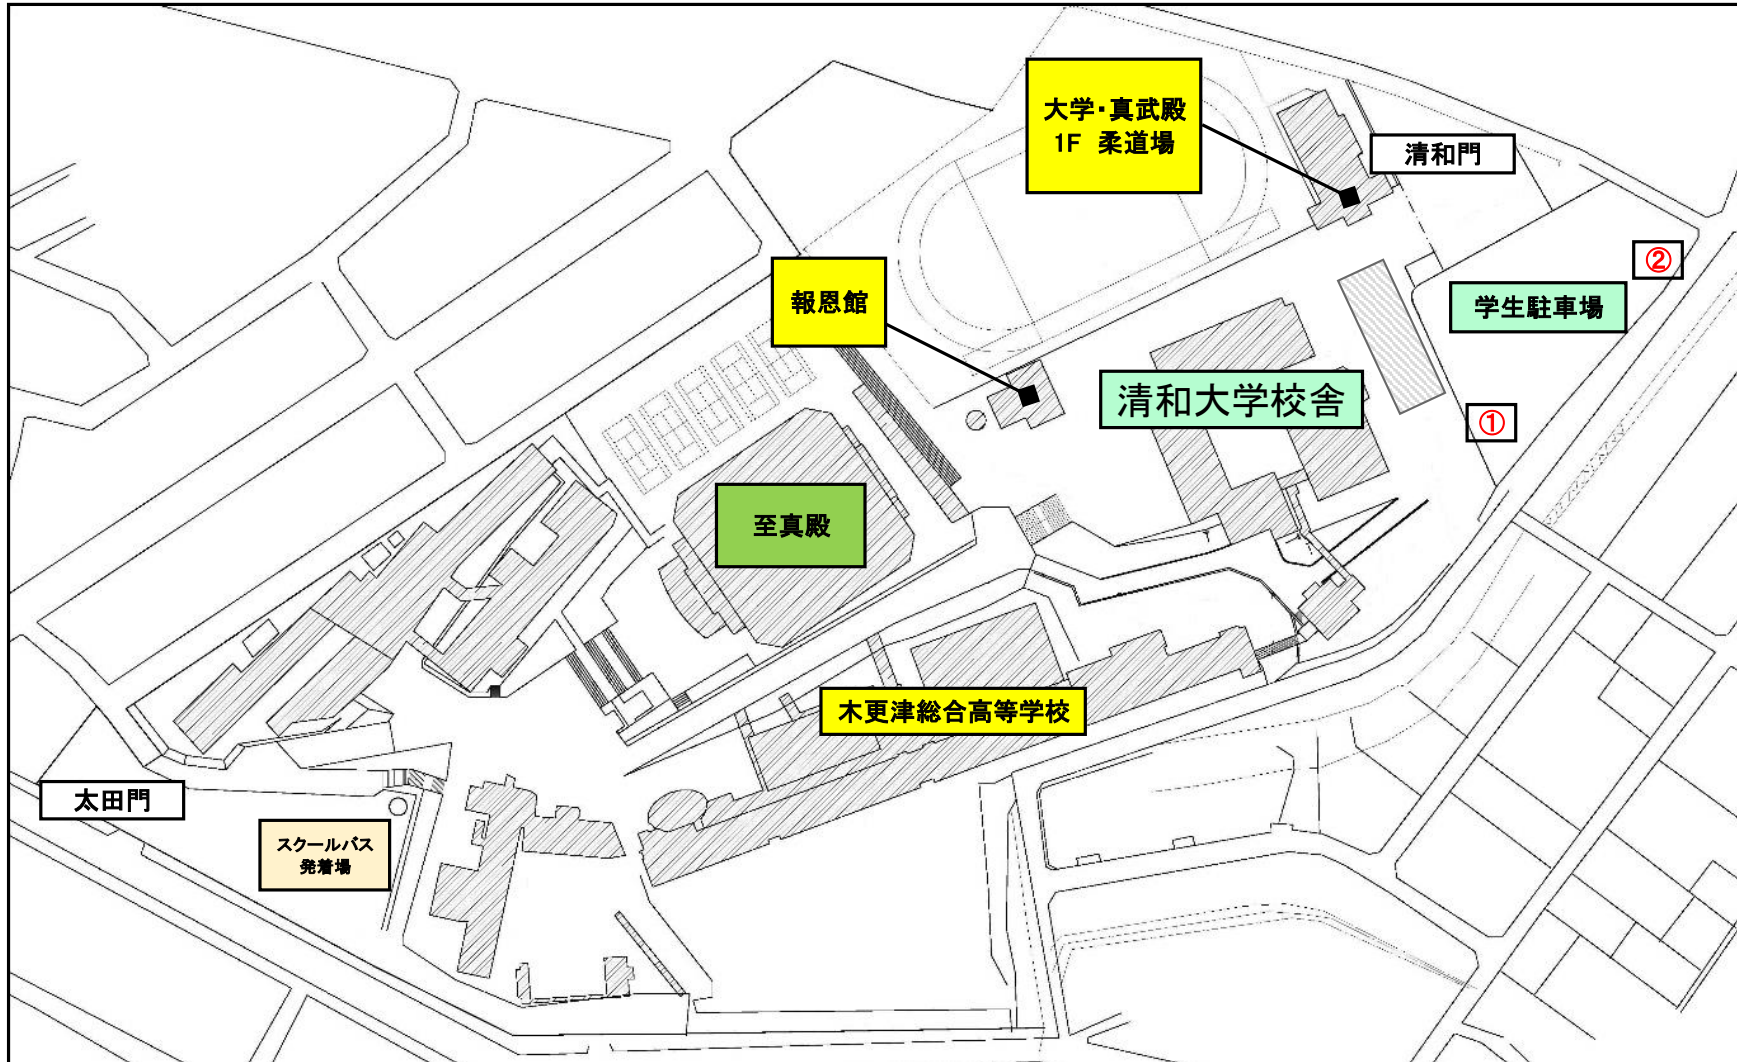 大学・真武殿
1F 柔道場
清和門
②
報恩館
学生駐車場
清和大学校舎
①
至真殿
木更津総合高等学校
太田門
スクールバス
発着場